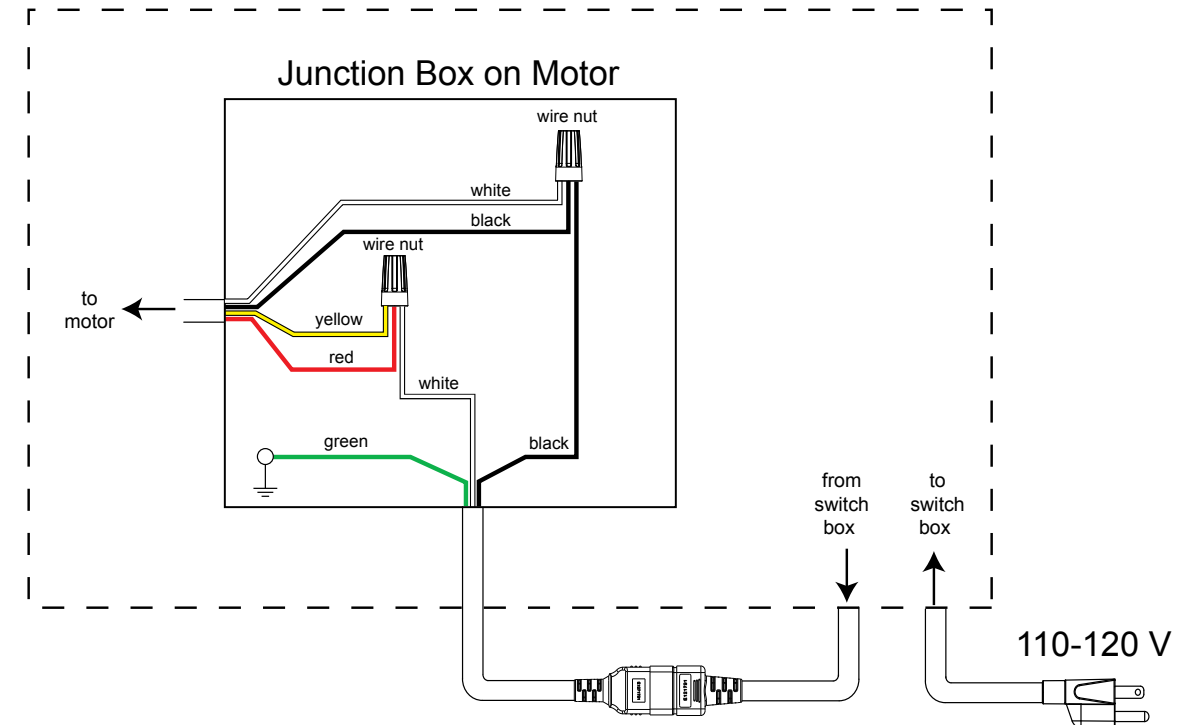 Junction Box on Motor
wire nut
white
black
wire nut
to
motor
yellow
red
white
green
black
from
switch
box
to
switch
box
110-120 V